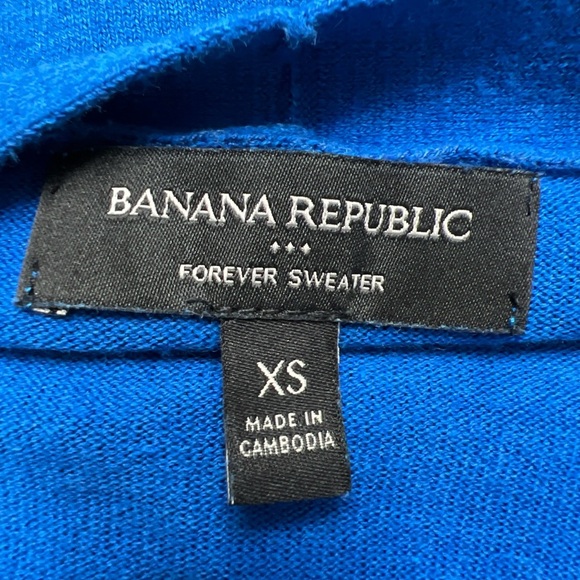 BANANA REPUBLIC
FOREVER SWEATER
XS
MADE IN
CAMBODIA